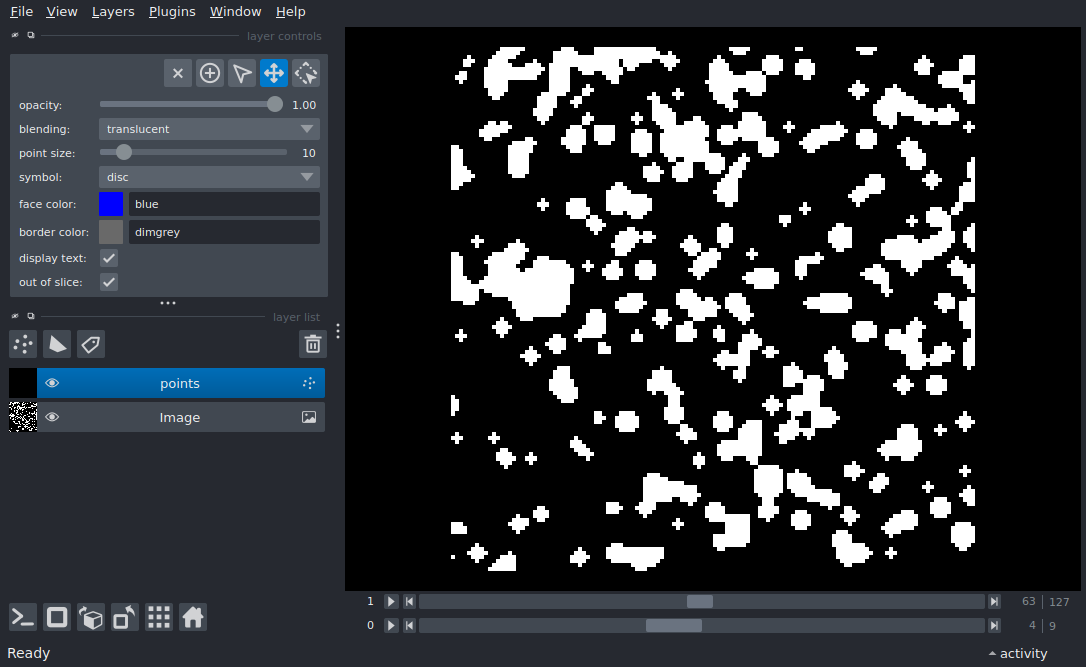 File View Layers Plugins Window Help
layer controls
opacity: 1.00
blending: translucent
point size: 10
symbol: disc
face color: blue
border color: dimgrey
display text:
out of slice:
layer list
points
Image
1 63 | 127
0 4 | 9
Ready activity